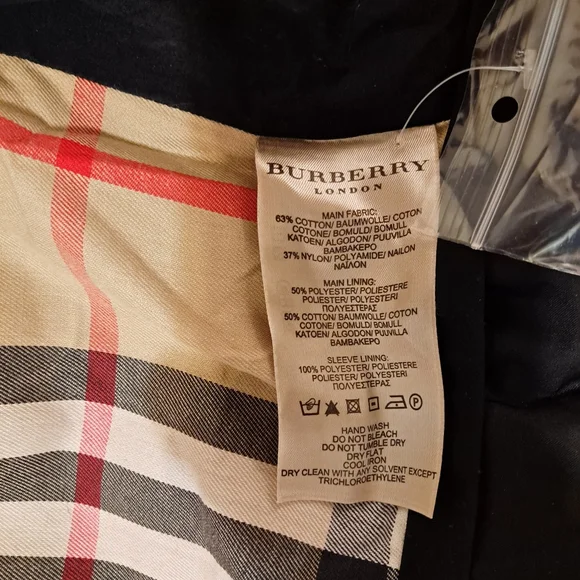 BURBERRY
LONDON
MAIN FABRIC:
63% COTTON/ BAUMWOLLE/ COTON
COTONE/ BOMULD/ BOMULL
KATOEN/ ALGODON/ PUUVILLA
ΒΑΜΒΑΚΕΡΟ
37% NYLON/ POLYAMIDE/ NAILON
ΝΑΪΛΟΝ
MAIN LINING:
50% POLYESTER/ POLIESTERE
POLIESTER/ POLYESTER
ΠΟΛΥΕΣΤΕΡΑΣ
50% COTTON/ BAUMWOLLE/ COTON
COTONE/ BOMULD/ BOMULL
KATOEN/ ALGODON/ PUUVILLA
ΒΑΜΒΑΚΕΡΟ
SLEEVE LINING:
100% POLYESTER/ POLIESTERE
POLIESTER/ POLYESTER
ΠΟΛΥΕΣΤΕΡΑΣ
P
HAND WASH
DO NOT BLEACH
DO NOT TUMBLE DRY
DRY FLAT
COOL IRON
DRY CLEAN WITH ANY SOLVENT EXCEPT
TRICHLOROETHYLENE